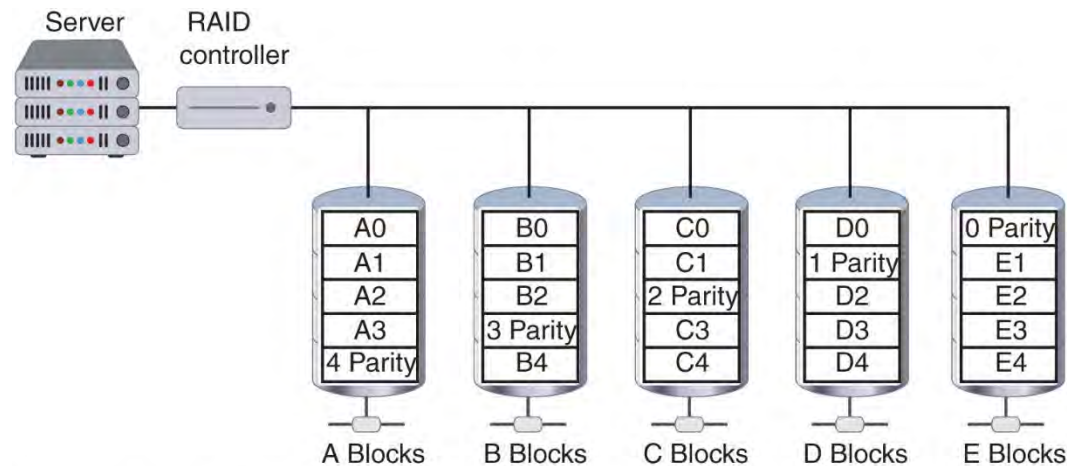 Server
RAID
controller
A0
A1
A2
A3
4 Parity
B0
B1
B2
3 Parity
B4
C0
C1
2 Parity
C3
C4
D0
1 Parity
D2
D3
D4
0 Parity
E1
E2
E3
E4
A Blocks
B Blocks
C Blocks
D Blocks
E Blocks